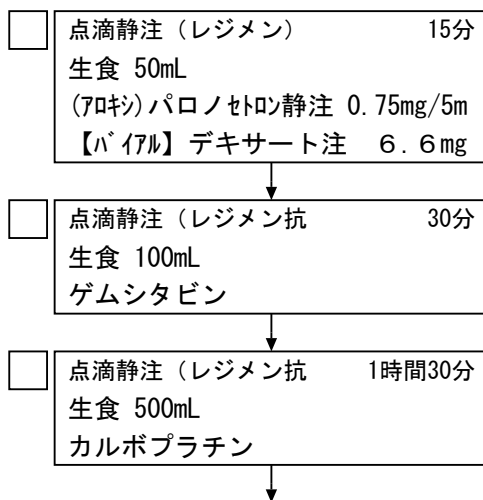 点滴静注（レジメン） 15分
生食 50mL
(アロキシ)パロノセトロン静注 0.75mg/5m
【バイアル】デキサート注 ６.６mg
点滴静注（レジメン抗 30分
生食 100mL
ゲムシタビン
点滴静注（レジメン抗 1時間30分
生食 500mL
カルボプラチン